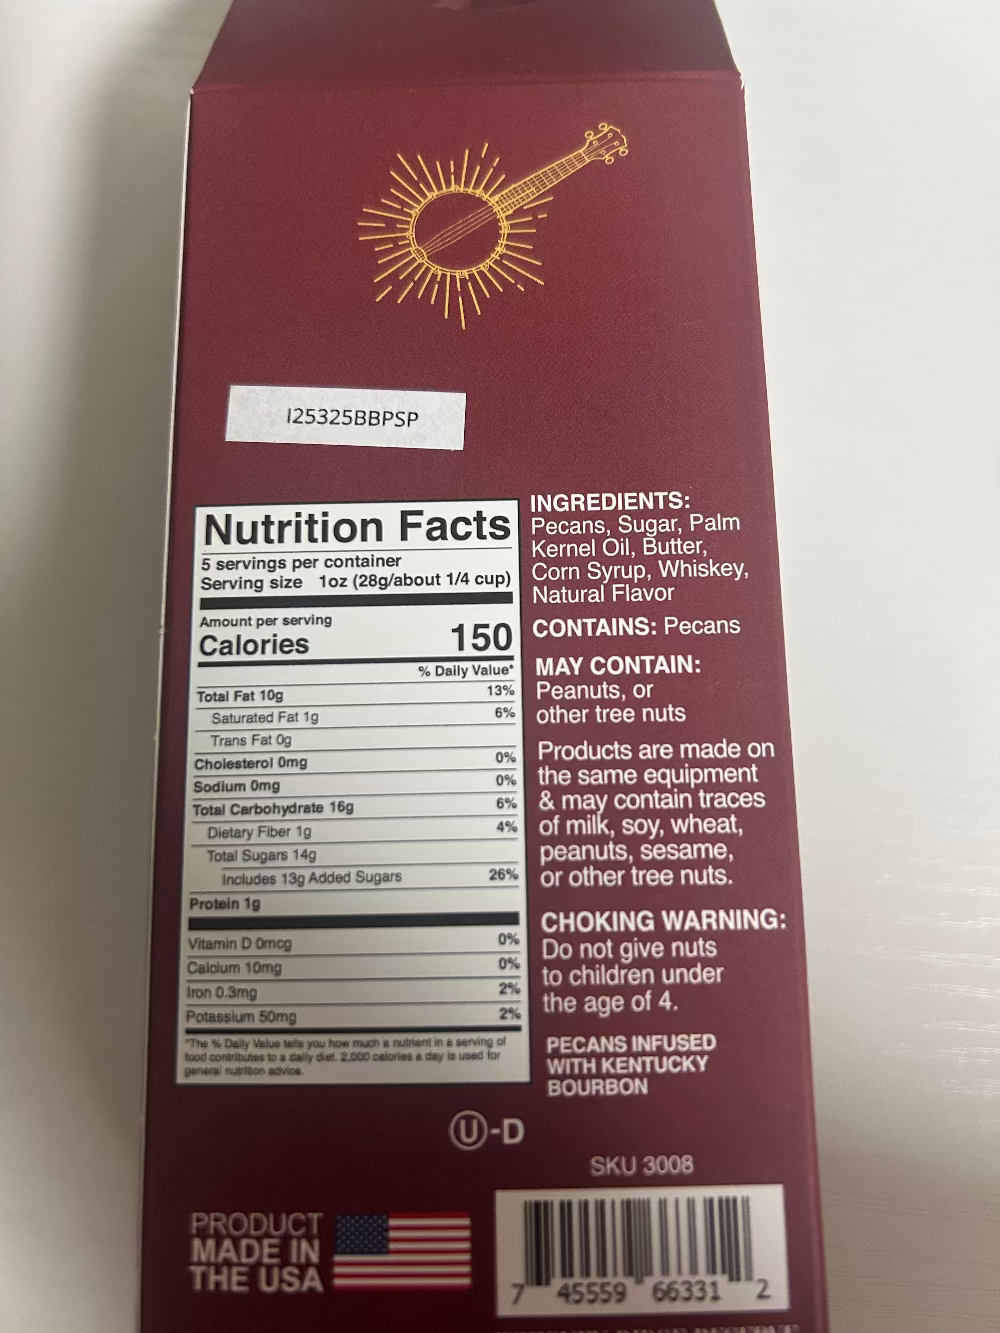 I25325BBPSP
Nutrition Facts
5 servings per container
Serving size 1oz (28g/about 1/4 cup)
Amount per serving
Calories 150
% Daily Value*
Total Fat 10g 13%
Saturated Fat 1g 6%
Trans Fat 0g
Cholesterol 0mg 0%
Sodium 0mg 0%
Total Carbohydrate 16g 6%
Dietary Fiber 1g 4%
Total Sugars 14g
Includes 13g Added Sugars 26%
Protein 1g
Vitamin D 0mcg 0%
Calcium 10mg 0%
Iron 0.3mg 2%
Potassium 50mg 2%
*The % Daily Value tells you how much a nutrient in a serving of
food contributes to a daily diet. 2,000 calories a day is used for
general nutrition advice.
INGREDIENTS:
Pecans, Sugar, Palm
Kernel Oil, Butter,
Corn Syrup, Whiskey,
Natural Flavor
CONTAINS: Pecans
MAY CONTAIN:
Peanuts, or
other tree nuts
Products are made on
the same equipment
& may contain traces
of milk, soy, wheat,
peanuts, sesame,
or other tree nuts.
CHOKING WARNING:
Do not give nuts
to children under
the age of 4.
PECANS INFUSED
WITH KENTUCKY
BOURBON
U-D
SKU 3008
PRODUCT
MADE IN
THE USA
7 45559 66331 2